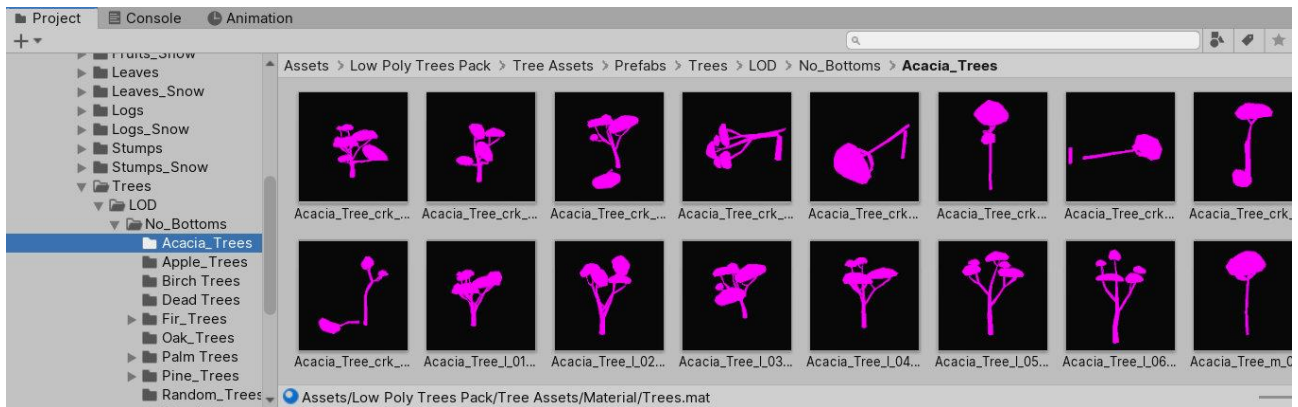 Project Console Animation
Fruits_Snow
Leaves
Leaves_Snow
Logs
Logs_Snow
Stumps
Stumps_Snow
Trees
LOD
No_Bottoms
Acacia_Trees
Apple_Trees
Birch Trees
Dead Trees
Fir_Trees
Oak_Trees
Palm Trees
Pine_Trees
Random_Trees
Assets > Low Poly Trees Pack > Tree Assets > Prefabs > Trees > LOD > No_Bottoms > Acacia_Trees
Acacia_Tree_crk_... Acacia_Tree_crk_... Acacia_Tree_crk_... Acacia_Tree_crk_... Acacia_Tree_crk... Acacia_Tree_crk... Acacia_Tree_crk... Acacia_Tree_crk_
Acacia_Tree_crk_... Acacia_Tree_l_01... Acacia_Tree_l_02... Acacia_Tree_l_03... Acacia_Tree_l_04... Acacia_Tree_l_05... Acacia_Tree_l_06... Acacia_Tree_m_0
Assets/Low Poly Trees Pack/Tree Assets/Material/Trees.mat